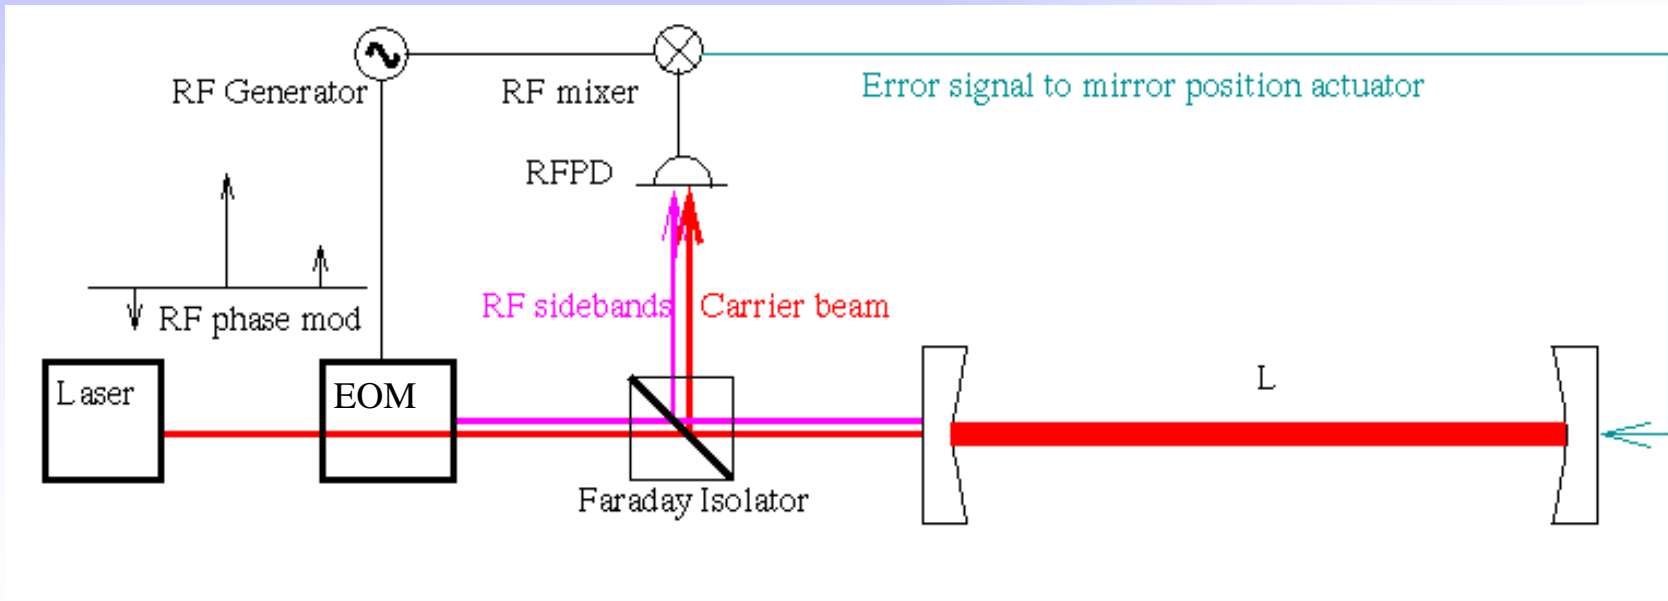 RF Generator
RF mixer
Error signal to mirror position actuator
RFPD
RF sidebands
Carrier beam
RF phase mod
Laser
EOM
L
Faraday Isolator